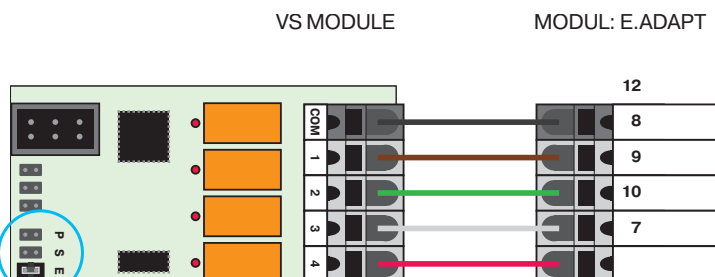 VS MODULE MODUL: E.ADAPT
12
COM 8
1 9
2 10
3 7
4
P
S
E